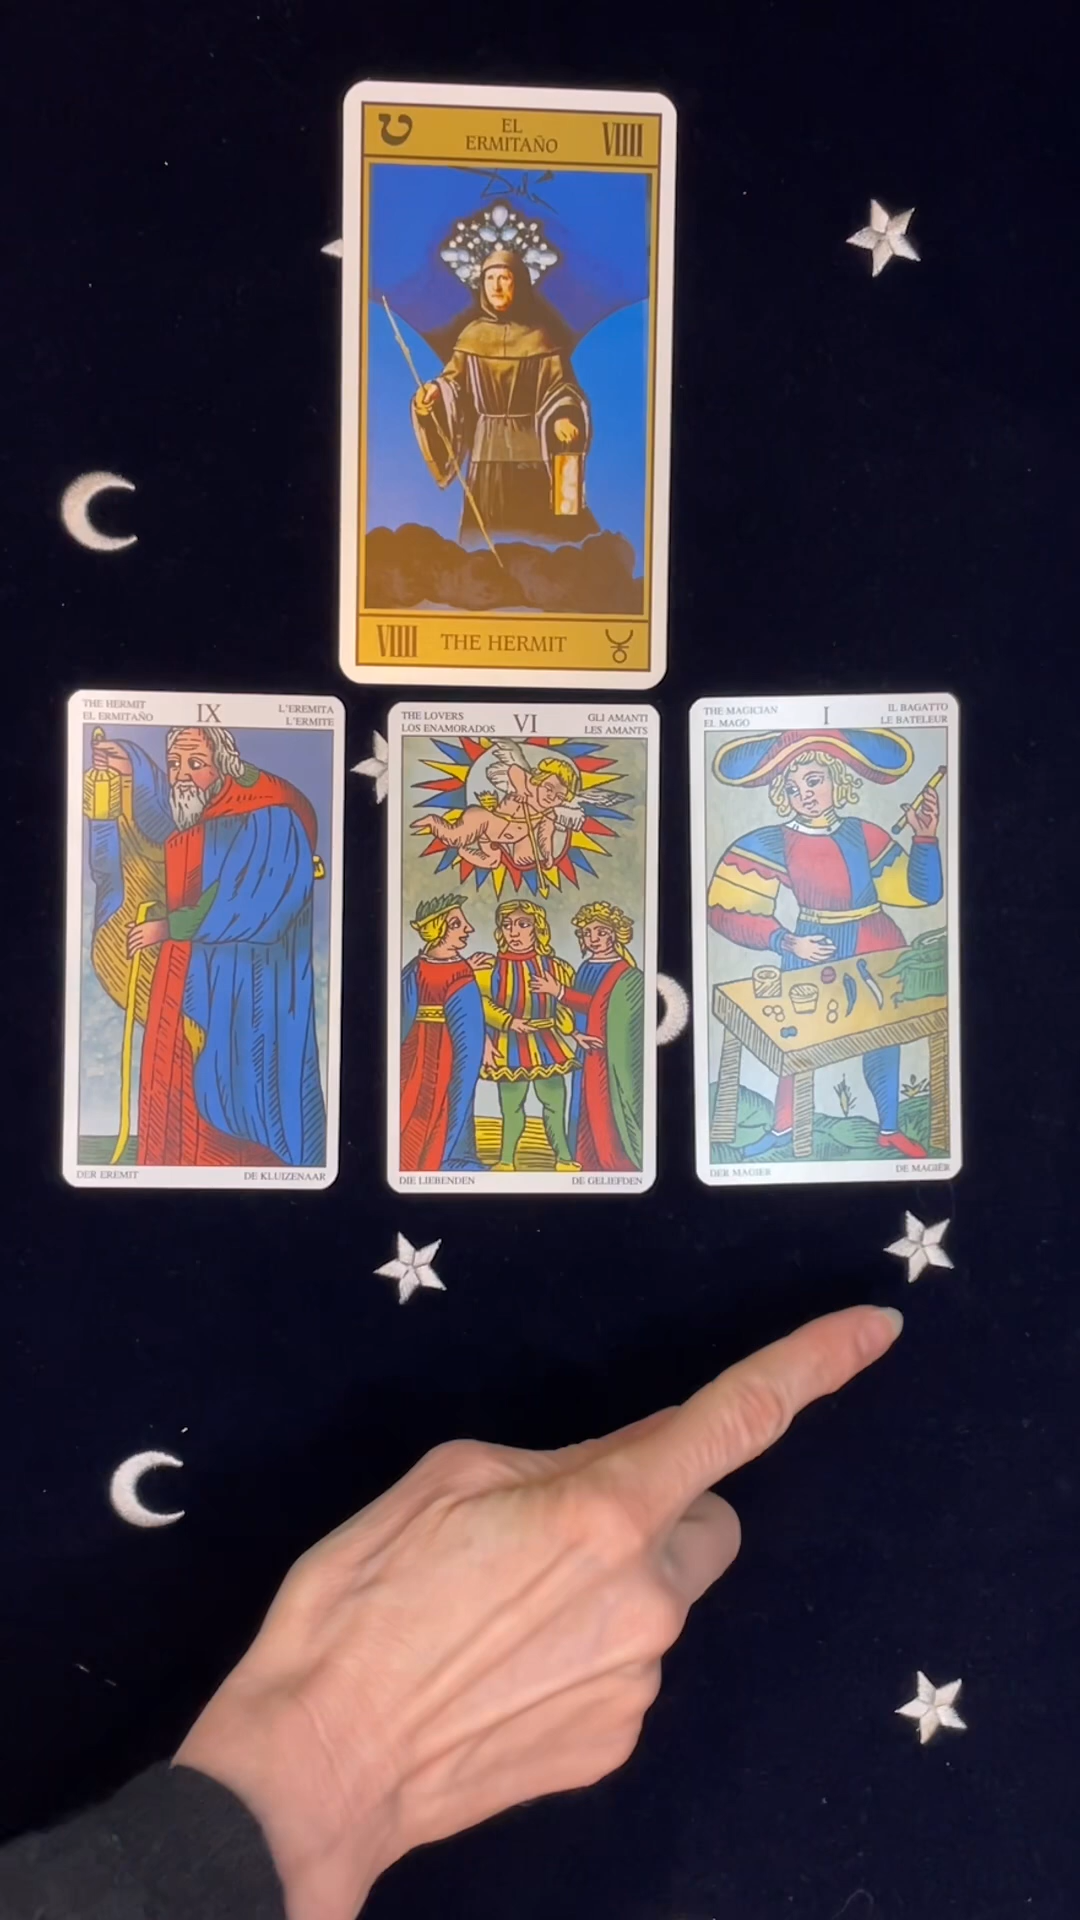 EL
ERMITAÑO
VIIII
Dalí
VIIII THE HERMIT
THE HERMIT
EL ERMITAÑO
IX
L'EREMITA
L'ERMITE
DER EREMIT
DE KLUIZENAAR
THE LOVERS
LOS ENAMORADOS
VI
GLI AMANTI
LES AMANTS
DIE LIEBENDEN
DE GELIEFDEN
THE MAGICIAN
EL MAGO
I
IL BAGATTO
LE BATELEUR
DER MAGIER
DE MAGIËR